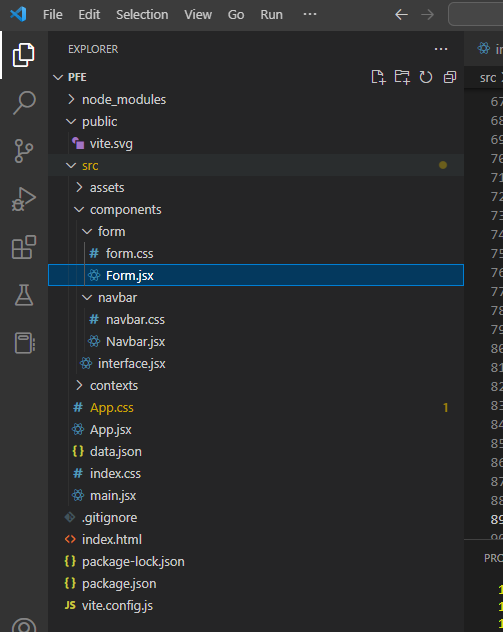 File Edit Selection View Go Run ···
EXPLORER ···
PFE
node_modules
public
vite.svg
src
assets
src
components
67
68
69
70
form
71
72
73
74
form.css
75
Form.jsx
76
navbar
77
navbar.css
78
79
Navbar.jsx
80
interface.jsx
81
contexts
82
App.css 1
83
App.jsx
84
data.json
85
86
index.css
87
main.jsx
88
.gitignore
89
index.html
90
package-lock.json
PRO
package.json
1
JS vite.config.js
1
1